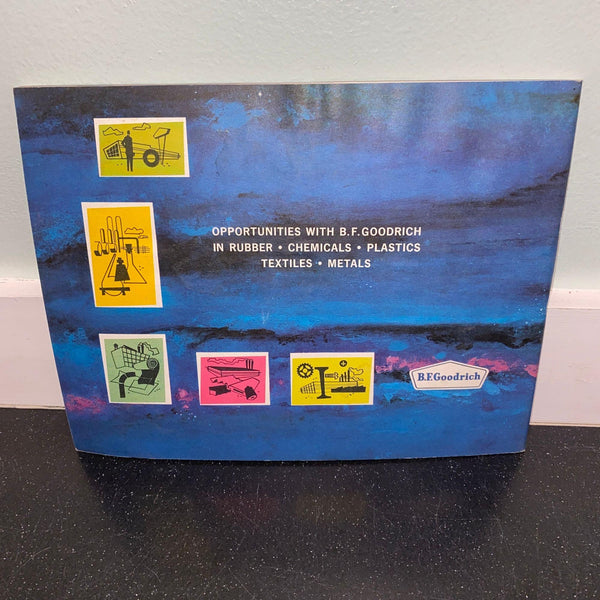 OPPORTUNITIES WITH B.F.GOODRICH
IN RUBBER • CHEMICALS • PLASTICS
TEXTILES • METALS
B.F.Goodrich